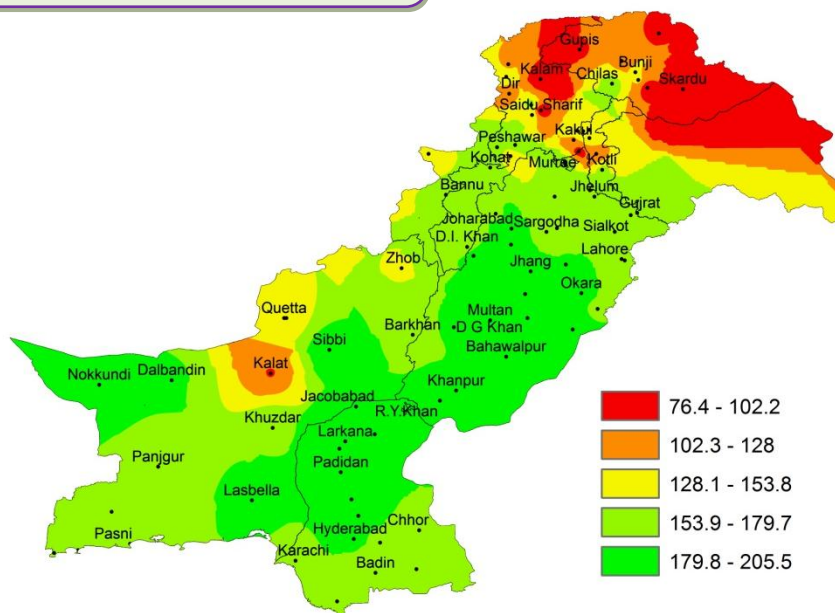 Gupis
Kalam
Chilas
Bunji
Skardu
Dir
Saidu Sharif
Peshawar
Kakul
Kohat
Murree
Kotli
Bannu
Jhelum
Gujrat
Joharabad
Sargodha
Sialkot
D.I. Khan
Lahore
Zhob
Jhang
Okara
Quetta
Multan
Barkhan
D G Khan
Sibbi
Bahawalpur
Kalat
Nokkundi
Dalbandin
Khanpur
Jacobabad
R.Y.Khan
Khuzdar
Larkana
Panjgur
Padidan
Lasbella
Chhor
Hyderabad
Pasni
Karachi
Badin
76.4 - 102.2
102.3 - 128
128.1 - 153.8
153.9 - 179.7
179.8 - 205.5